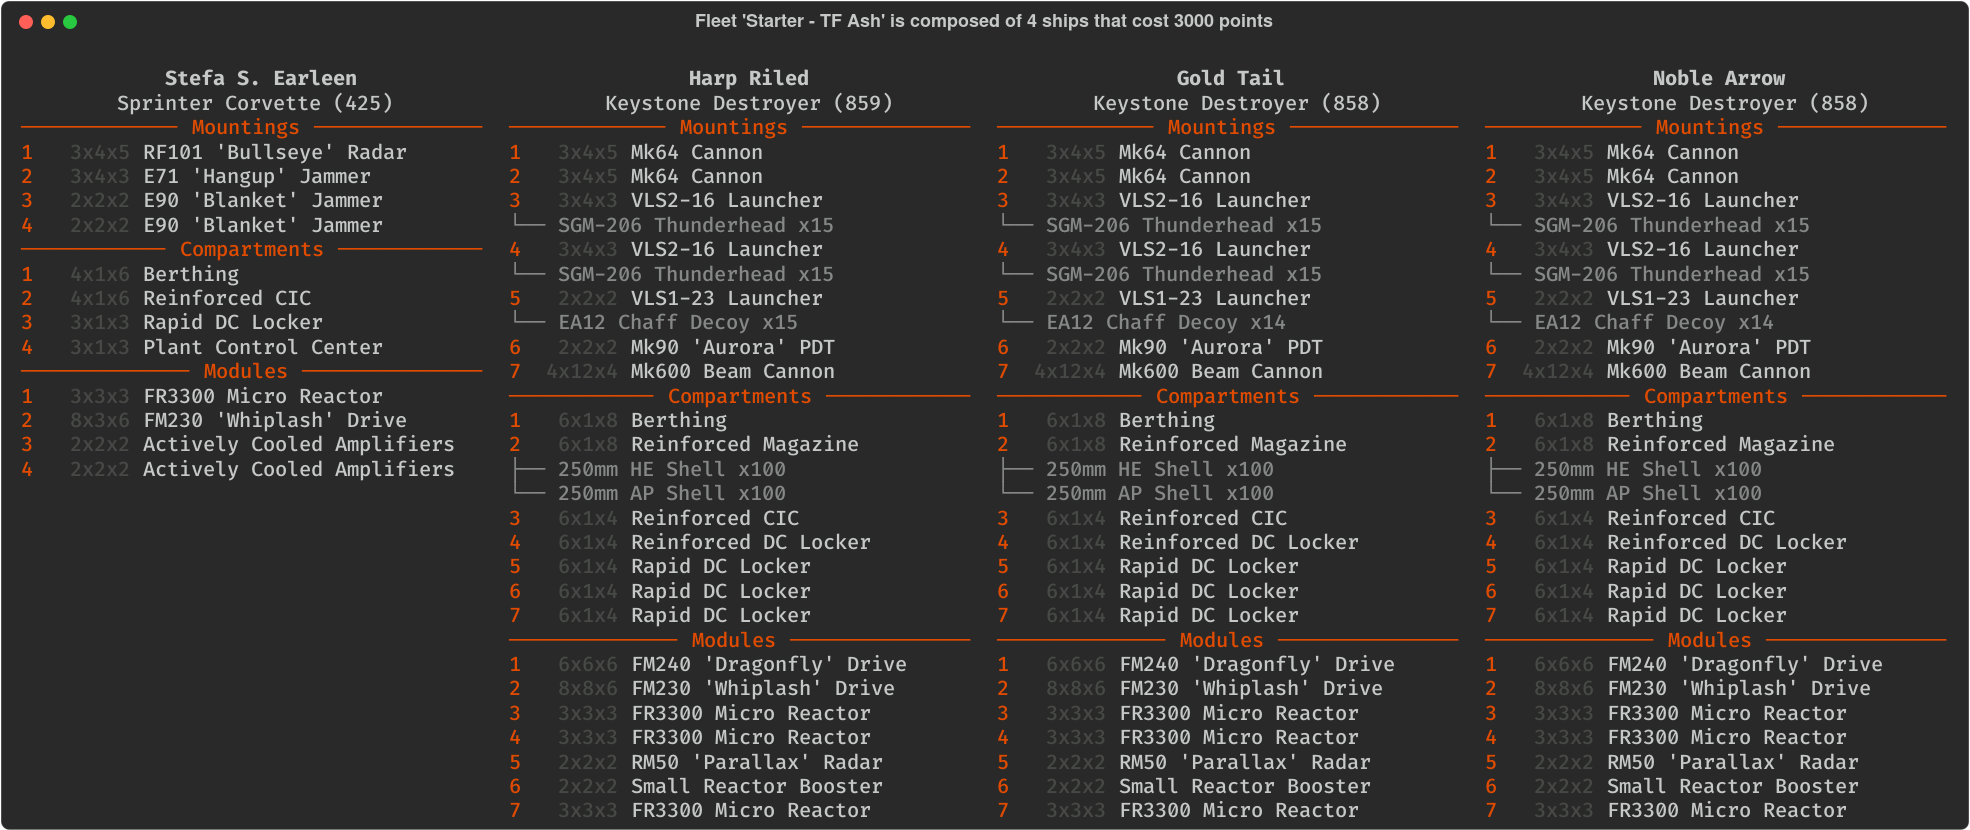 Fleet 'Starter - TF Ash' is composed of 4 ships that cost 3000 points
Stefa S. Earleen
Sprinter Corvette (425)
Mountings
1 3x4x5 RF101 'Bullseye' Radar
2 3x4x3 E71 'Hangup' Jammer
3 2x2x2 E90 'Blanket' Jammer
4 2x2x2 E90 'Blanket' Jammer
Compartments
1 4x1x6 Berthing
2 4x1x6 Reinforced CIC
3 3x1x3 Rapid DC Locker
4 3x1x3 Plant Control Center
Modules
1 3x3x3 FR3300 Micro Reactor
2 8x3x6 FM230 'Whiplash' Drive
3 2x2x2 Actively Cooled Amplifiers
4 2x2x2 Actively Cooled Amplifiers
Harp Riled
Keystone Destroyer (859)
Mountings
1 3x4x5 Mk64 Cannon
2 3x4x5 Mk64 Cannon
3 3x4x3 VLS2-16 Launcher
└── SGM-206 Thunderhead x15
4 3x4x3 VLS2-16 Launcher
└── SGM-206 Thunderhead x15
5 2x2x2 VLS1-23 Launcher
└── EA12 Chaff Decoy x15
6 2x2x2 Mk90 'Aurora' PDT
7 4x12x4 Mk600 Beam Cannon
Compartments
1 6x1x8 Berthing
2 6x1x8 Reinforced Magazine
├── 250mm HE Shell x100
└── 250mm AP Shell x100
3 6x1x4 Reinforced CIC
4 6x1x4 Reinforced DC Locker
5 6x1x4 Rapid DC Locker
6 6x1x4 Rapid DC Locker
7 6x1x4 Rapid DC Locker
Modules
1 6x6x6 FM240 'Dragonfly' Drive
2 8x8x6 FM230 'Whiplash' Drive
3 3x3x3 FR3300 Micro Reactor
4 3x3x3 FR3300 Micro Reactor
5 2x2x2 RM50 'Parallax' Radar
6 2x2x2 Small Reactor Booster
7 3x3x3 FR3300 Micro Reactor
Gold Tail
Keystone Destroyer (858)
Mountings
1 3x4x5 Mk64 Cannon
2 3x4x5 Mk64 Cannon
3 3x4x3 VLS2-16 Launcher
└── SGM-206 Thunderhead x15
4 3x4x3 VLS2-16 Launcher
└── SGM-206 Thunderhead x15
5 2x2x2 VLS1-23 Launcher
└── EA12 Chaff Decoy x14
6 2x2x2 Mk90 'Aurora' PDT
7 4x12x4 Mk600 Beam Cannon
Compartments
1 6x1x8 Berthing
2 6x1x8 Reinforced Magazine
├── 250mm HE Shell x100
└── 250mm AP Shell x100
3 6x1x4 Reinforced CIC
4 6x1x4 Reinforced DC Locker
5 6x1x4 Rapid DC Locker
6 6x1x4 Rapid DC Locker
7 6x1x4 Rapid DC Locker
Modules
1 6x6x6 FM240 'Dragonfly' Drive
2 8x8x6 FM230 'Whiplash' Drive
3 3x3x3 FR3300 Micro Reactor
4 3x3x3 FR3300 Micro Reactor
5 2x2x2 RM50 'Parallax' Radar
6 2x2x2 Small Reactor Booster
7 3x3x3 FR3300 Micro Reactor
Noble Arrow
Keystone Destroyer (858)
Mountings
1 3x4x5 Mk64 Cannon
2 3x4x5 Mk64 Cannon
3 3x4x3 VLS2-16 Launcher
└── SGM-206 Thunderhead x15
4 3x4x3 VLS2-16 Launcher
└── SGM-206 Thunderhead x15
5 2x2x2 VLS1-23 Launcher
└── EA12 Chaff Decoy x14
6 2x2x2 Mk90 'Aurora' PDT
7 4x12x4 Mk600 Beam Cannon
Compartments
1 6x1x8 Berthing
2 6x1x8 Reinforced Magazine
├── 250mm HE Shell x100
└── 250mm AP Shell x100
3 6x1x4 Reinforced CIC
4 6x1x4 Reinforced DC Locker
5 6x1x4 Rapid DC Locker
6 6x1x4 Rapid DC Locker
7 6x1x4 Rapid DC Locker
Modules
1 6x6x6 FM240 'Dragonfly' Drive
2 8x8x6 FM230 'Whiplash' Drive
3 3x3x3 FR3300 Micro Reactor
4 3x3x3 FR3300 Micro Reactor
5 2x2x2 RM50 'Parallax' Radar
6 2x2x2 Small Reactor Booster
7 3x3x3 FR3300 Micro Reactor